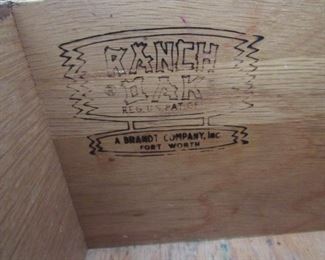 RANCH
® OAK
REG. U.S. PAT. OFF.
A BRANDT COMPANY, INC.
FORT WORTH